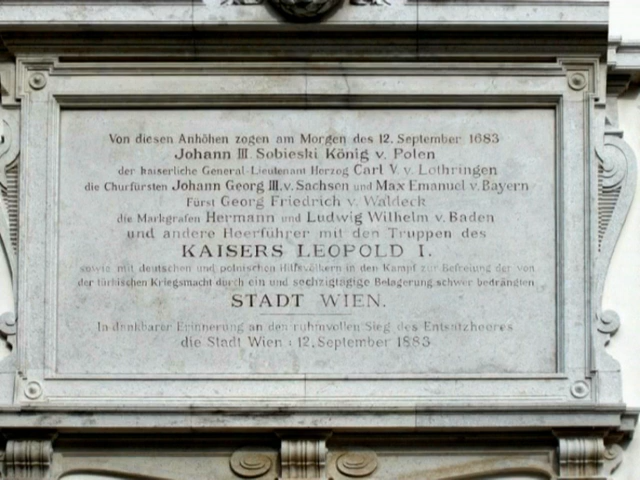 Von diesen Anhöhen zogen am Morgen des 12. September 1683
Johann III. Sobieski König v. Polen
der kaiserliche General-Lieutenant Herzog Carl V. v. Lothringen
die Churfürsten Johann Georg III. v. Sachsen und Max Emanuel v. Bayern
Fürst Georg Friedrich v. Waldeck
die Markgrafen Hermann und Ludwig Wilhelm v. Baden
und andere Heerführer mit den Truppen des
KAISERS LEOPOLD I.
sowie mit deutschen und polnischen Hilfsvölkern in den Kampf zur Befreiung der von
der türkischen Kriegsmacht durch ein und sechzigtägige Belagerung schwer bedrängten
STADT WIEN.
In dankbarer Erinnerung an den ruhmvollen Sieg des Entsatzheeres
die Stadt Wien : 12. September 1883